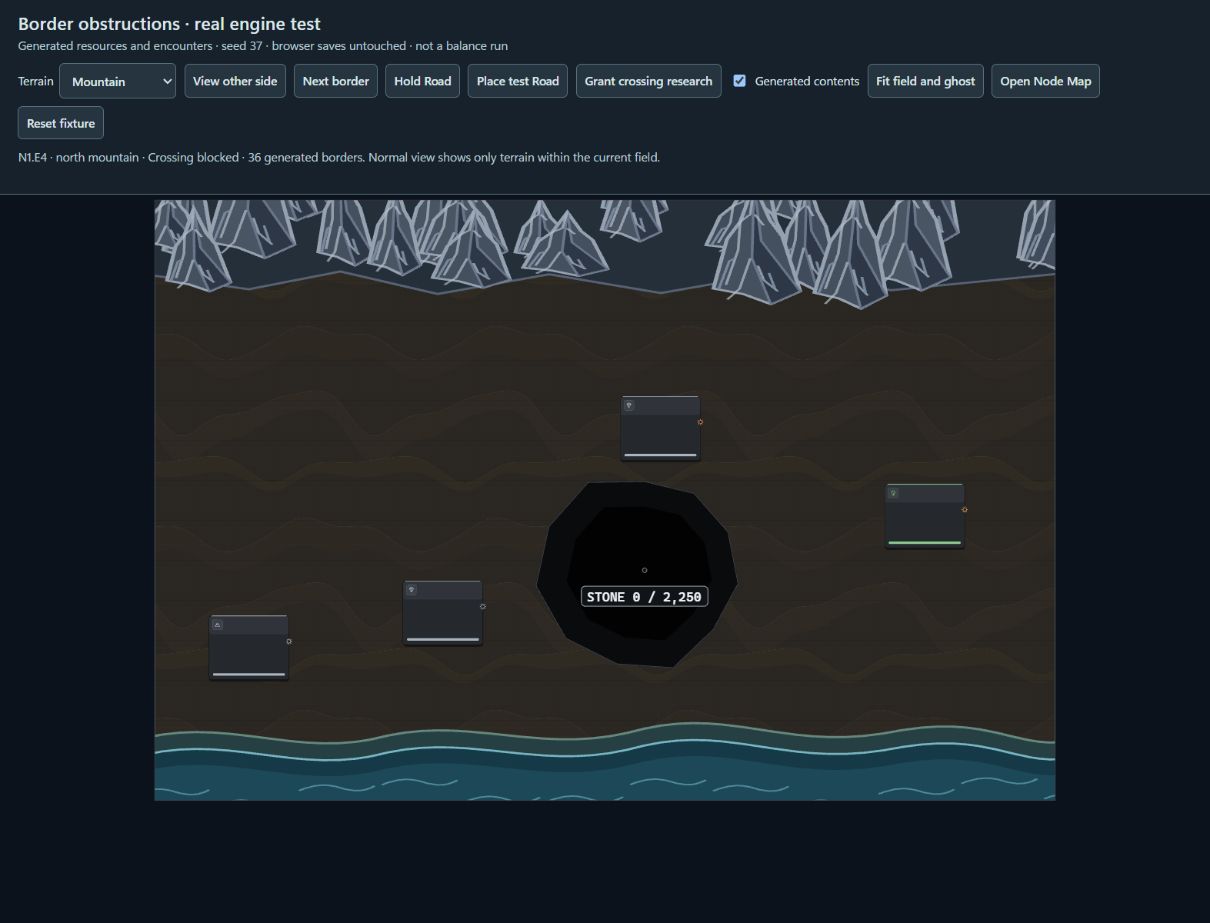 Border obstructions · real engine test
Generated resources and encounters · seed 37 · browser saves untouched · not a balance run
Terrain Mountain View other side Next border Hold Road Place test Road Grant crossing research Generated contents Fit field and ghost Open Node Map
Reset fixture
N1.E4 · north mountain · Crossing blocked · 36 generated borders. Normal view shows only terrain within the current field.
STONE 0 / 2,250